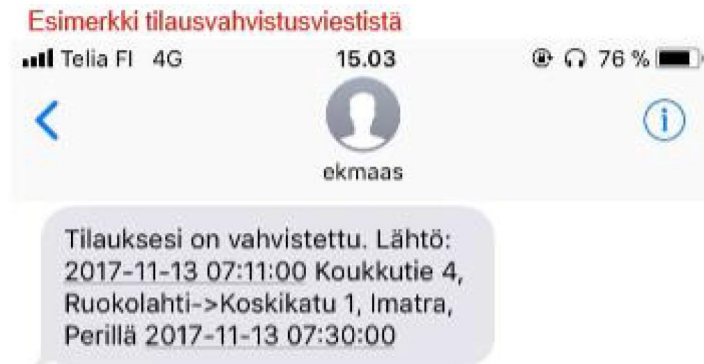 Esimerkki tilausvahvistusviestistä
Telia FI 4G 15.03 76 %
ekmaas
Tilauksesi on vahvistettu. Lähtö:
2017-11-13 07:11:00 Koukkutie 4,
Ruokolahti->Koskikatu 1, Imatra,
Perillä 2017-11-13 07:30:00